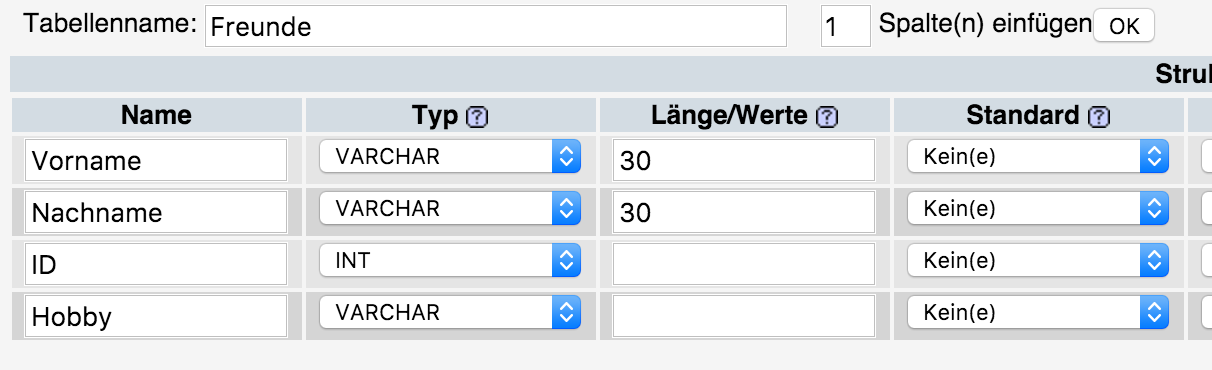 Tabellenname: Freunde 1 Spalte(n) einfügen OK
Name Typ ? Länge/Werte ? Standard ?
Vorname VARCHAR 30 Kein(e)
Nachname VARCHAR 30 Kein(e)
ID INT Kein(e)
Hobby VARCHAR Kein(e)